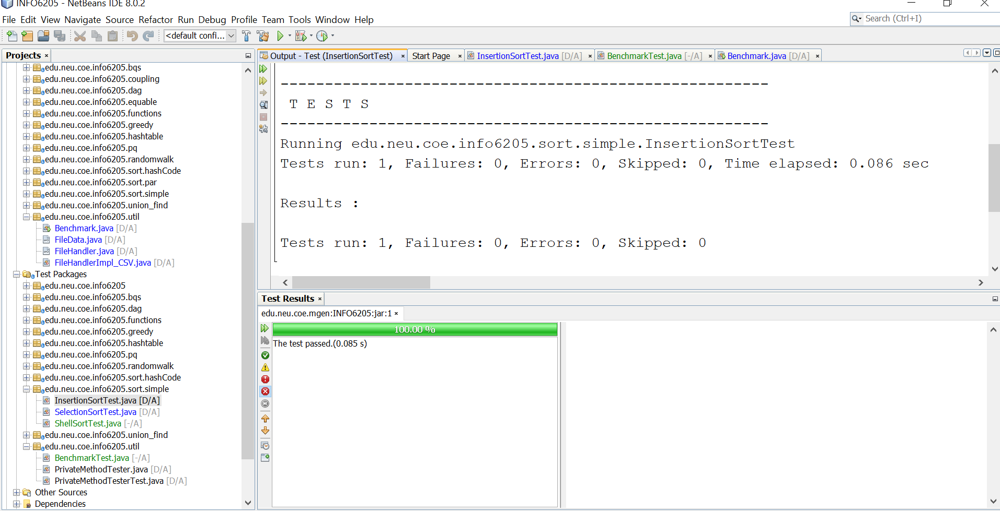 INFO6205 - NetBeans IDE 8.0.2
File Edit View Navigate Source Refactor Run Debug Profile Team Tools Window Help
Search (Ctrl+I)
<default confi...
Projects
edu.neu.coe.info6205.bqs
edu.neu.coe.info6205.coupling
edu.neu.coe.info6205.dag
edu.neu.coe.info6205.equable
edu.neu.coe.info6205.functions
edu.neu.coe.info6205.greedy
edu.neu.coe.info6205.hashtable
edu.neu.coe.info6205.pq
edu.neu.coe.info6205.randomwalk
edu.neu.coe.info6205.sort.hashCode
edu.neu.coe.info6205.sort.par
edu.neu.coe.info6205.sort.simple
edu.neu.coe.info6205.union_find
edu.neu.coe.info6205.util
Benchmark.java [D/A]
FileData.java [D/A]
FileHandler.java [D/A]
FileHandlerImpl_CSV.java [D/A]
Test Packages
edu.neu.coe.info6205
edu.neu.coe.info6205.bqs
edu.neu.coe.info6205.dag
edu.neu.coe.info6205.functions
edu.neu.coe.info6205.greedy
edu.neu.coe.info6205.hashtable
edu.neu.coe.info6205.pq
edu.neu.coe.info6205.randomwalk
edu.neu.coe.info6205.sort.hashCode
edu.neu.coe.info6205.sort.simple
InsertionSortTest.java [D/A]
SelectionSortTest.java [D/A]
ShellSortTest.java [-/A]
edu.neu.coe.info6205.union_find
edu.neu.coe.info6205.util
BenchmarkTest.java [-/A]
PrivateMethodTester.java [D/A]
PrivateMethodTesterTest.java [D/A]
Other Sources
Dependencies
Output - Test (InsertionSortTest)
Start Page
InsertionSortTest.java [D/A]
BenchmarkTest.java [-/A]
Benchmark.java [D/A]
-------------------------------------------------------
T E S T S
-------------------------------------------------------
Running edu.neu.coe.info6205.sort.simple.InsertionSortTest
Tests run: 1, Failures: 0, Errors: 0, Skipped: 0, Time elapsed: 0.086 sec
Results :
Tests run: 1, Failures: 0, Errors: 0, Skipped: 0
Test Results
edu.neu.coe.mgen:INFO6205:jar:1
100.00 %
The test passed.(0.085 s)